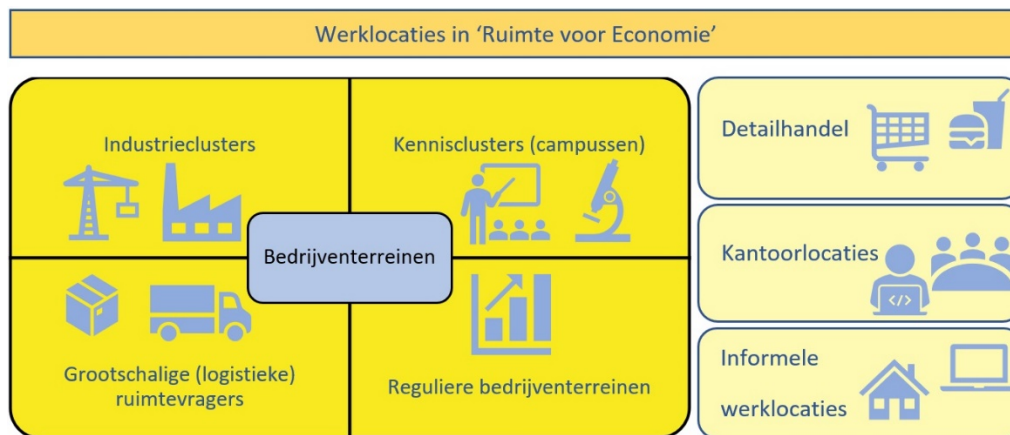 Werklocaties in ‘Ruimte voor Economie’
Industrieclusters
Kennisclusters (campussen)
Bedrijventerreinen
Grootschalige (logistieke)
ruimtevragers
Reguliere bedrijventerreinen
Detailhandel
Kantoorlocaties
</>
Informele
werklocaties